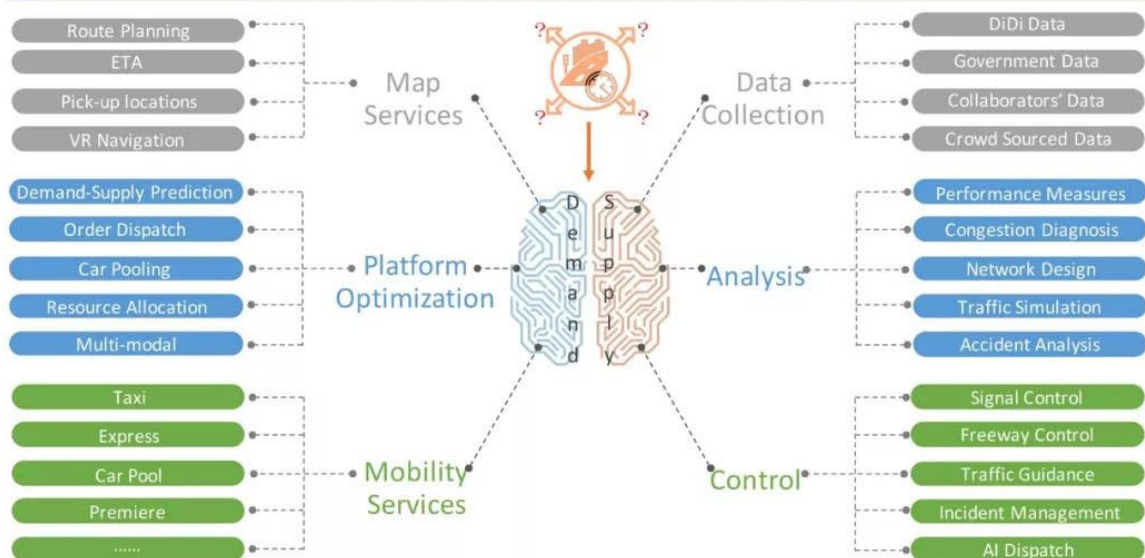 Route Planning
ETA
Pick-up locations
VR Navigation
Map
Services
?
?
?
?
Data
Collection
DiDi Data
Government Data
Collaborators' Data
Crowd Sourced Data
Demand-Supply Prediction
Order Dispatch
Car Pooling
Resource Allocation
Multi-modal
Platform
Optimization
Demand
Supply
Analysis
Performance Measures
Congestion Diagnosis
Network Design
Traffic Simulation
Accident Analysis
Taxi
Express
Car Pool
Premiere
......
Mobility
Services
Control
Signal Control
Freeway Control
Traffic Guidance
Incident Management
AI Dispatch